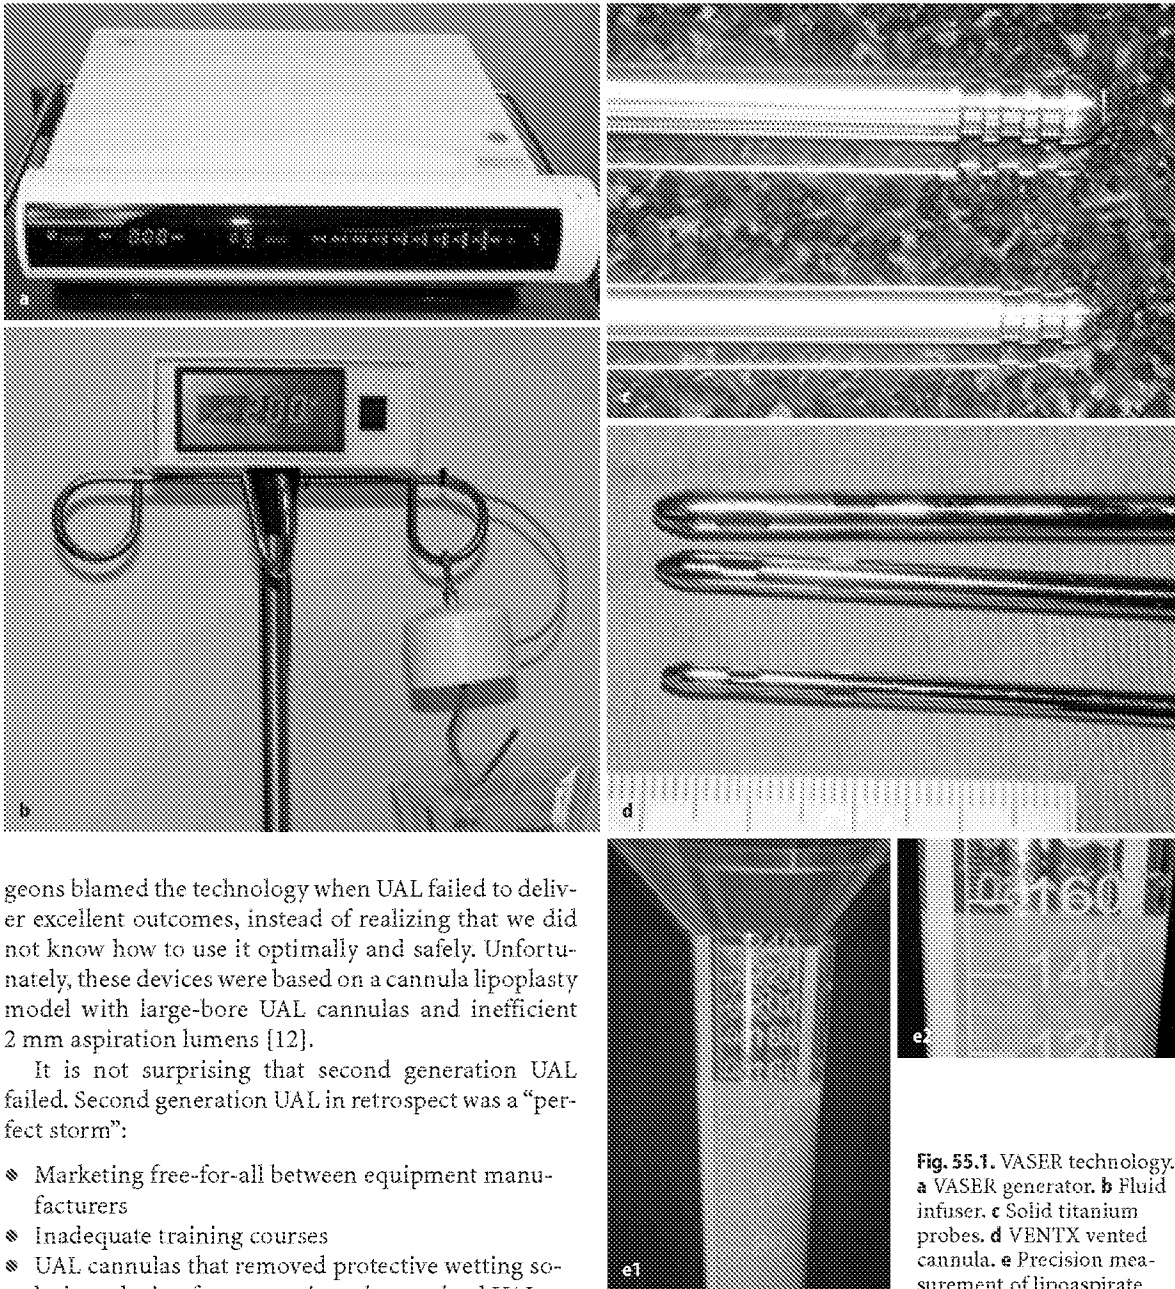 a
b
c
d
geons blamed the technology when UAL failed to deliv-
er excellent outcomes, instead of realizing that we did
not know how to use it optimally and safely. Unfortu-
nately, these devices were based on a cannula lipoplasty
model with large-bore UAL cannulas and inefficient
2 mm aspiration lumens [12].
It is not surprising that second generation UAL
failed. Second generation UAL in retrospect was a “per-
fect storm”:
Marketing free-for-all between equipment manu-
facturers
Inadequate training courses
UAL cannulas that removed protective wetting so-
e1
e2
160
Fig. 55.1. VASER technology.
a VASER generator. b Fluid
infuser. c Solid titanium
probes. d VENTX vented
cannula. e Precision mea-
surement of lipoaspirate